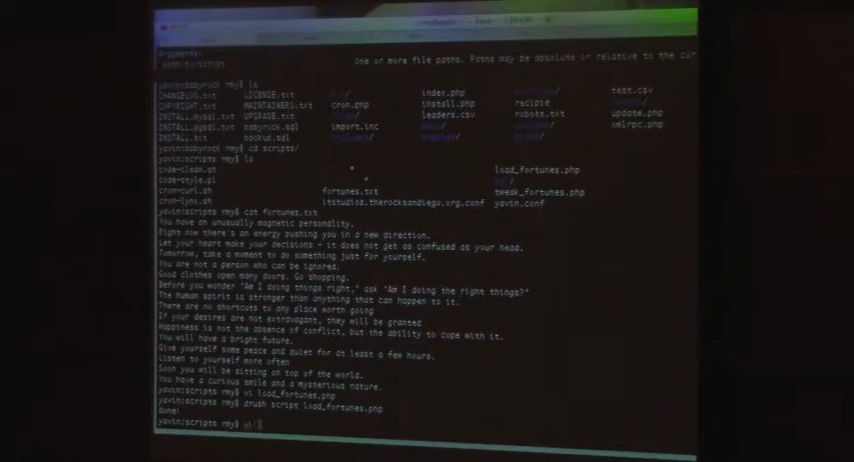 Arguments:
One or more file paths. Paths may be absolute or relative to the cur
yavin:babyrock rmy$ ls
CHANGELOG.txt LICENSE.txt index.php test.csv
COPYRIGHT.txt MAINTAINERS.txt cron.php install.php recipie
INSTALL.mysql.txt UPGRADE.txt leaders.csv robots.txt update.php
INSTALL.pgsql.txt babyrock.sql import.inc xmlrpc.php
INSTALL.txt backup.sql
yavin:babyrock rmy$ cd scripts/
yavin:scripts rmy$ ls
code-clean.sh load_fortunes.php
code-style.pl
cron-curl.sh fortunes.txt tweak_fortunes.php
cron-lynx.sh itstudios.therocksandiego.org.conf yavin.conf
yavin:scripts rmy$ cat fortunes.txt
You have an unusually magnetic personality.
Right now there's an energy pushing you in a new direction.
Let your heart make your decisions - it does not get as confused as your head.
Tomorrow, take a moment to do something just for yourself.
You are not a person who can be ignored.
Good clothes open many doors. Go shopping.
Before you wonder "Am I doing things right," ask "Am I doing the right things?"
The human spirit is stronger than anything that can happen to it.
There are no shortcuts to any place worth going
If your desires are not extravagant, they will be granted
Happiness is not the absence of conflict, but the ability to cope with it.
You will have a bright future.
Give yourself some peace and quiet for at least a few hours.
Listen to yourself more often
Soon you will be sitting on top of the world.
You have a curious smile and a mysterious nature.
yavin:scripts rmy$ vi load_fortunes.php
yavin:scripts rmy$ drush script load_fortunes.php
done!
yavin:scripts rmy$